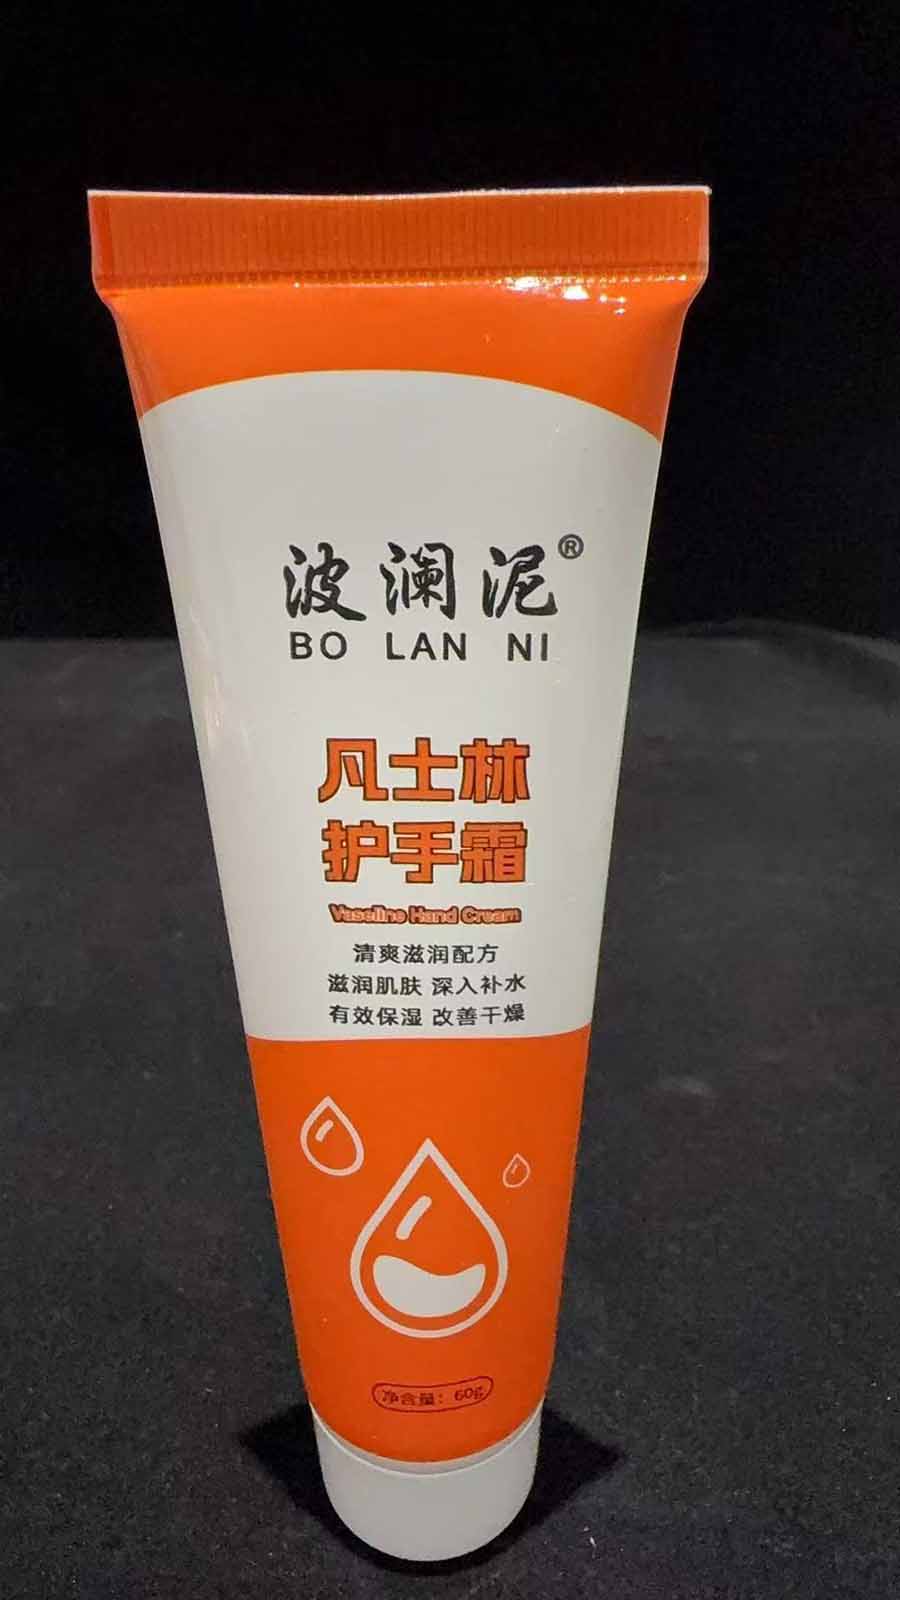 波澜泥®
BO LAN NI
凡士林
护手霜
Vaseline Hand Cream
清爽滋润配方
滋润肌肤 深入补水
有效保湿 改善干燥
净含量：60g